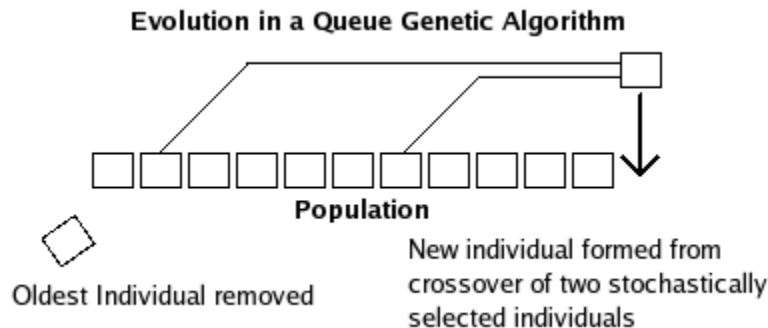 Evolution in a Queue Genetic Algorithm
Population
Oldest Individual removed
New individual formed from
crossover of two stochastically
selected individuals